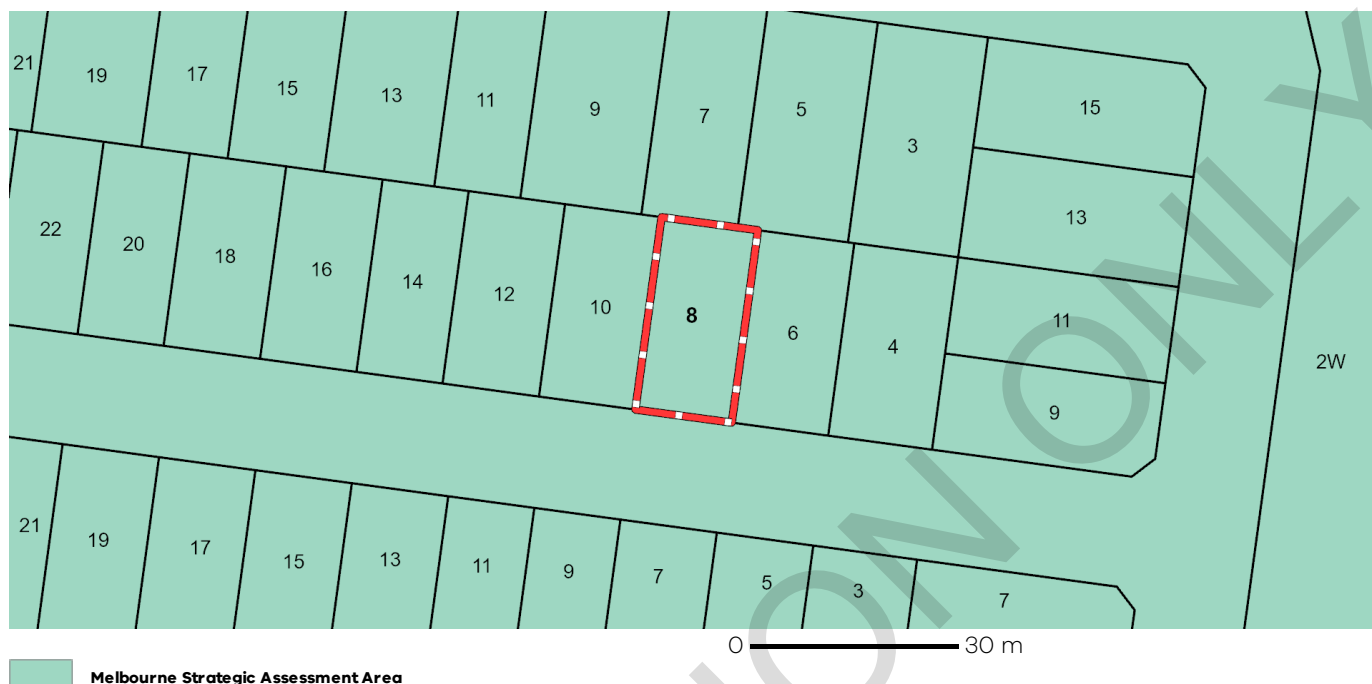 21 19 17 15 13 11 9 7 5 3 15
13
22 20 18 16 14 12 10 8 6 4 11
9
2W
21 19 17 15 13 11 9 7 5 3 7
0 30 m
Melbourne Strategic Assessment Area
ON ONLY